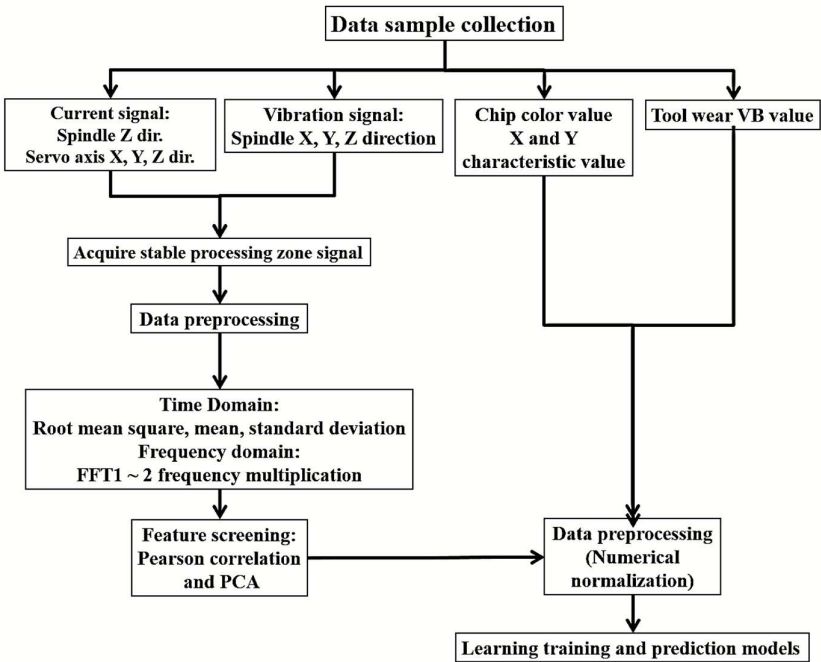 Data sample collection
Current signal:
Spindle Z dir.
Servo axis X, Y, Z dir.
Vibration signal:
Spindle X, Y, Z direction
Chip color value
X and Y
characteristic value
Tool wear VB value
Acquire stable processing zone signal
Data preprocessing
Time Domain:
Root mean square, mean, standard deviation
Frequency domain:
FFT1 ~ 2 frequency multiplication
Feature screening:
Pearson correlation
and PCA
Data preprocessing
(Numerical
normalization)
Learning training and prediction models